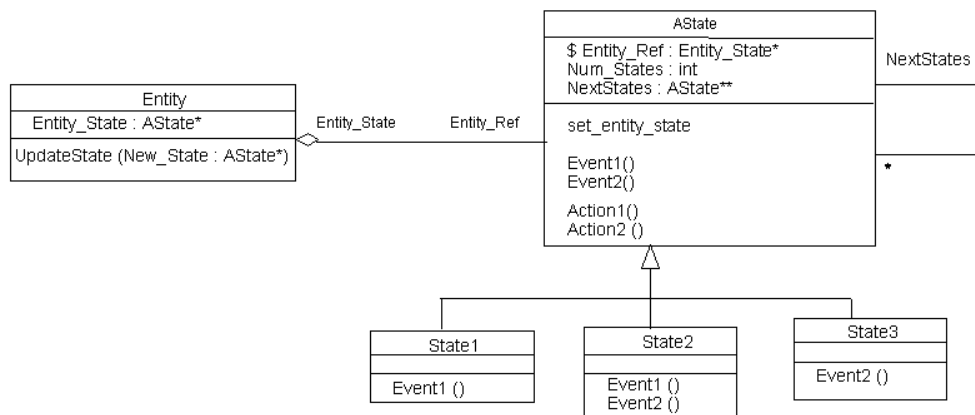 AState
$ Entity_Ref : Entity_State*
Num_States : int
NextStates : AState**
NextStates
Entity
Entity_State : AState*
Entity_State
Entity_Ref
set_entity_state
UpdateState (New_State : AState*)
Event1()
Event2()
*
Action1()
Action2 ()
State1
State2
State3
Event1 ()
Event1 ()
Event2 ()
Event2 ()